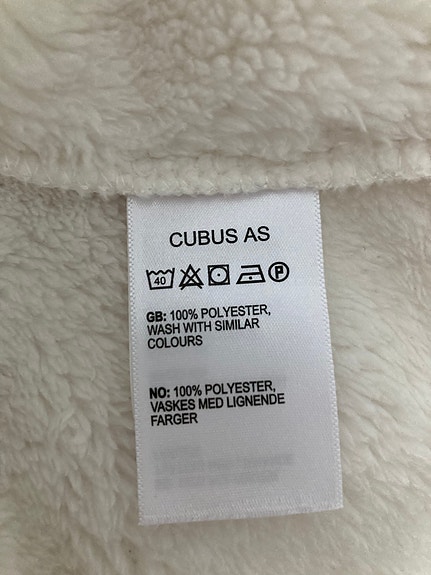 CUBUS AS
40 P
GB: 100% POLYESTER,
WASH WITH SIMILAR
COLOURS
NO: 100% POLYESTER,
VASKES MED LIGNENDE
FARGER